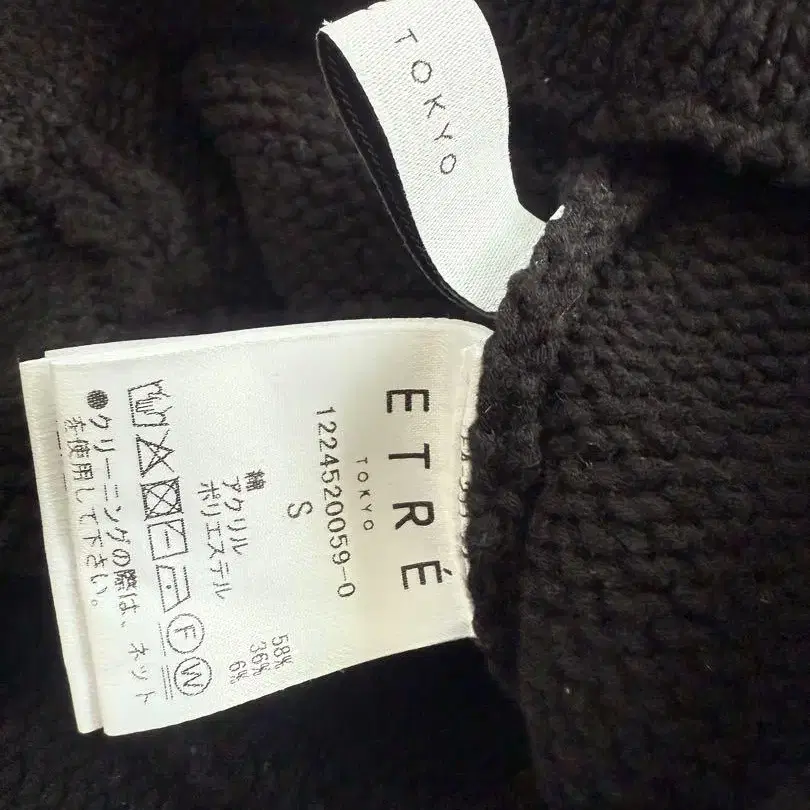 TOKYO
ETRÉ
TOKYO
1224520059-0
S
綿 58%
アクリル 36%
ポリエステル 6%
F W
●クリーニングの際は、ネット
を使用して下さい。